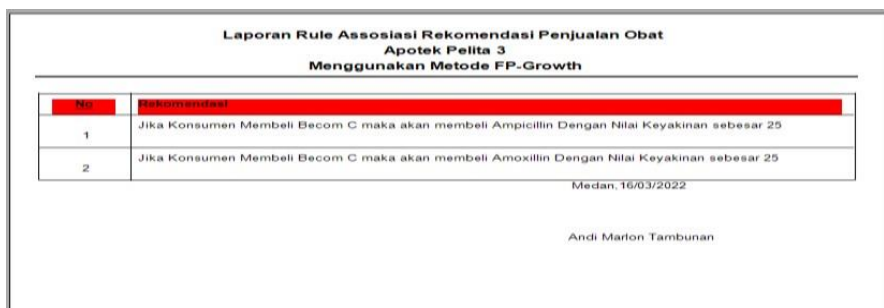 Laporan Rule Assosiasi Rekomendasi Penjualan Obat
Apotek Pelita 3
Menggunakan Metode FP-Growth
No Rekomendasi
1 Jika Konsumen Membeli Becom C maka akan membeli Ampicillin Dengan Nilai Keyakinan sebesar 25
2 Jika Konsumen Membeli Becom C maka akan membeli Amoxillin Dengan Nilai Keyakinan sebesar 25
Medan, 16/03/2022
Andi Marlon Tambunan